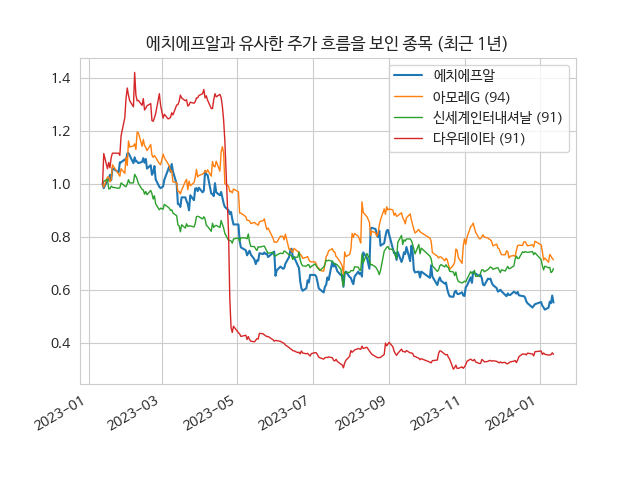 에치에프알과 유사한 주가 흐름을 보인 종목 (최근 1년)
에치에프알
아모레G (94)
신세계인터내셔날 (91)
다우데이타 (91)
1.4
1.2
1.0
0.8
0.6
0.4
2023-01
2023-03
2023-05
2023-07
2023-09
2023-11
2024-01